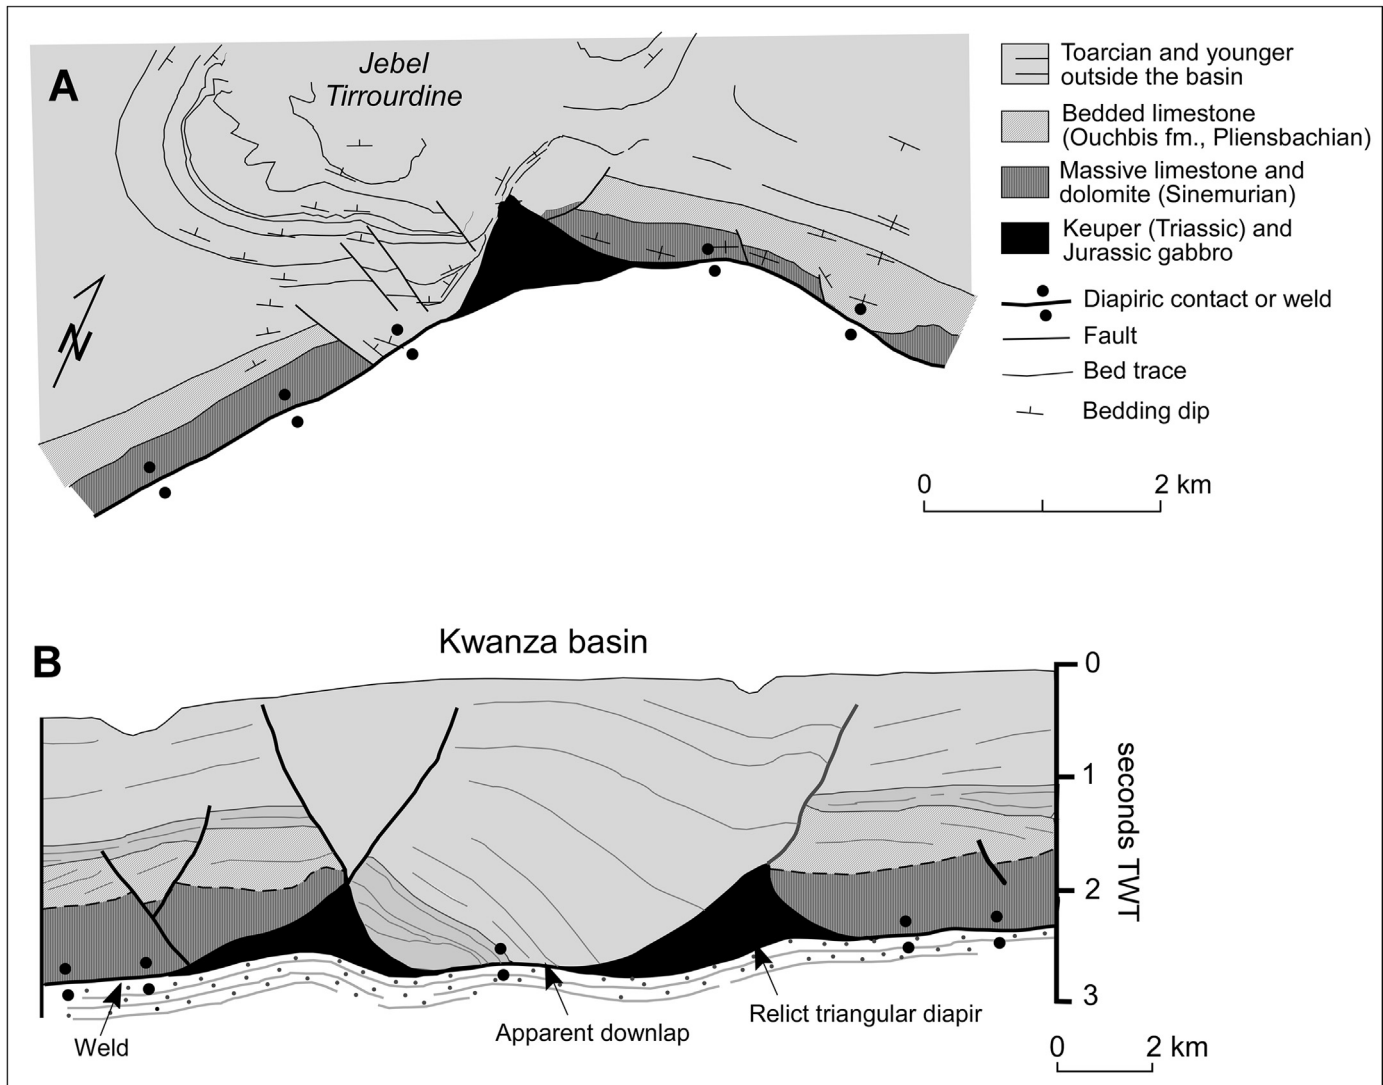 A
Jebel
Tirrourdine
N
Toarcian and younger
outside the basin
Bedded limestone
(Ouchbis fm., Pliensbachian)
Massive limestone and
dolomite (Sinemurian)
Keuper (Triassic) and
Jurassic gabbro
Diapiric contact or weld
Fault
Bed trace
Bedding dip
0 2 km
B
Kwanza basin
0
1
2
3
seconds TWT
Weld
Apparent downlap
Relict triangular diapir
0 2 km